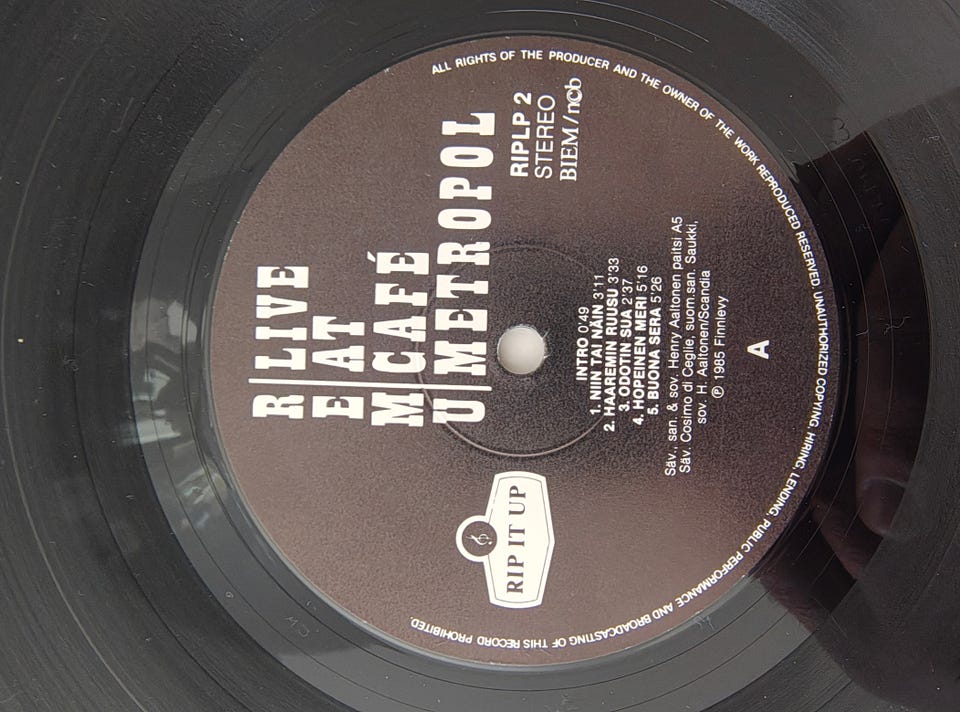 R LIVE
E AT
M CAFÉ
U METROPOL
RIPLP 2
STEREO
BIEM/nCb
RIP IT UP
INTRO 0'49
1. NIIN TAI NÄIN 3'11
2. HAAREMIN RUUSU 3'33
3. ODOTIN SUA 2'37
4. HOPEINEN MERI 5'16
5. BUONA SERA 5'26
Säv., san. & sov. Henry Aaltonen paitsi A5
Säv. Cosimo di Ceglie, suom.san. Saukki,
sov. H. Aaltonen/Scandia
Ⓟ 1985 Finnlevy
A
ALL RIGHTS OF THE PRODUCER AND THE OWNER OF THE WORK REPRODUCED RESERVED. UNAUTHORIZED COPYING, HIRING, LENDING, PUBLIC PERFORMANCE AND BROADCASTING OF THIS RECORD PROHIBITED.